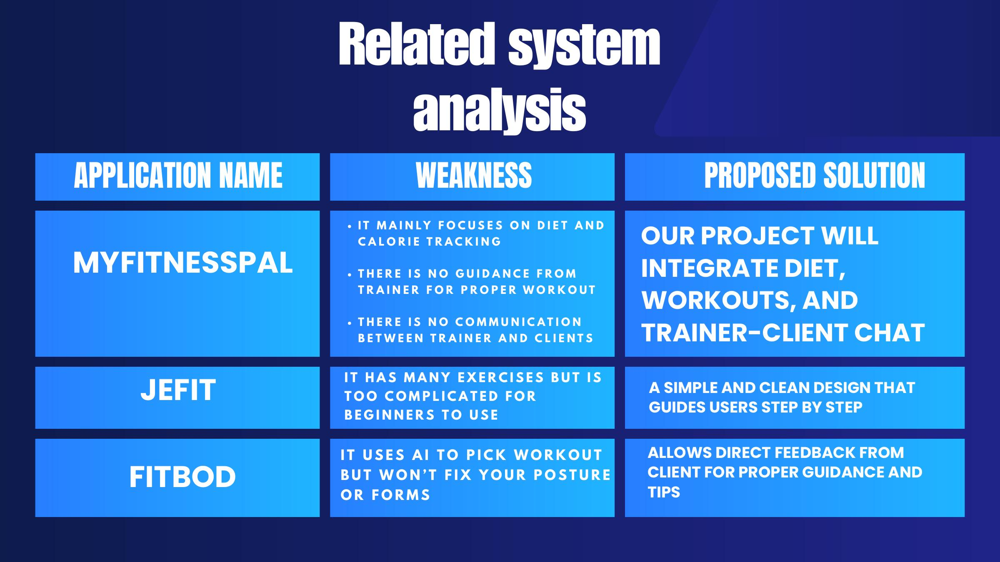 Related system
analysis
APPLICATION NAME
WEAKNESS
PROPOSED SOLUTION
MYFITNESSPAL
• IT MAINLY FOCUSES ON DIET AND
CALORIE TRACKING
• THERE IS NO GUIDANCE FROM
TRAINER FOR PROPER WORKOUT
• THERE IS NO COMMUNICATION
BETWEEN TRAINER AND CLIENTS
OUR PROJECT WILL
INTEGRATE DIET,
WORKOUTS, AND
TRAINER-CLIENT CHAT
JEFIT
IT HAS MANY EXERCISES BUT IS
TOO COMPLICATED FOR
BEGINNERS TO USE
A SIMPLE AND CLEAN DESIGN THAT
GUIDES USERS STEP BY STEP
FITBOD
IT USES AI TO PICK WORKOUT
BUT WON’T FIX YOUR POSTURE
OR FORMS
ALLOWS DIRECT FEEDBACK FROM
CLIENT FOR PROPER GUIDANCE AND
TIPS